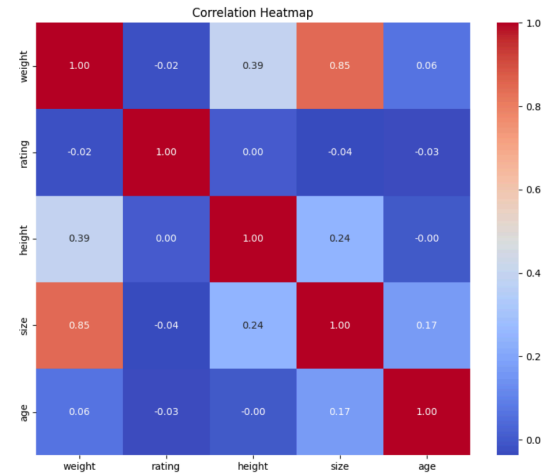 Correlation Heatmap
weight 1.00 -0.02 0.39 0.85 0.06
rating -0.02 1.00 0.00 -0.04 -0.03
height 0.39 0.00 1.00 0.24 -0.00
size 0.85 -0.04 0.24 1.00 0.17
age 0.06 -0.03 -0.00 0.17 1.00
weight rating height size age
1.0
0.8
0.6
0.4
0.2
0.0